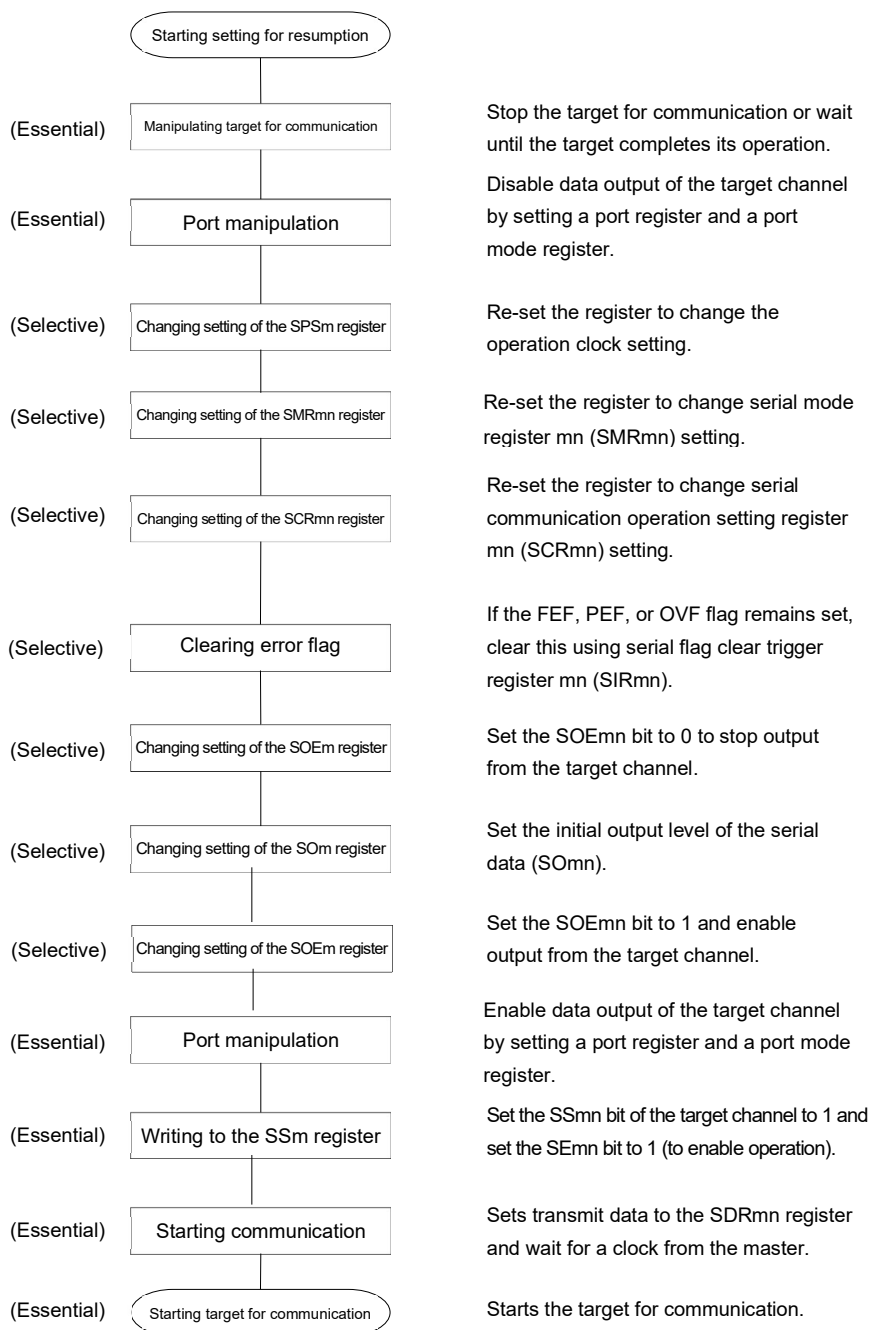 Starting setting for resumption
(Essential)
Manipulating target for communication
Stop the target for communication or wait
until the target completes its operation.
(Essential)
Port manipulation
Disable data output of the target channel
by setting a port register and a port
mode register.
(Selective)
Changing setting of the SPSm register
Re-set the register to change the
operation clock setting.
(Selective)
Changing setting of the SMRmn register
Re-set the register to change serial mode
register mn (SMRmn) setting.
(Selective)
Changing setting of the SCRmn register
Re-set the register to change serial
communication operation setting register
mn (SCRmn) setting.
(Selective)
Clearing error flag
If the FEF, PEF, or OVF flag remains set,
clear this using serial flag clear trigger
register mn (SIRmn).
(Selective)
Changing setting of the SOEm register
Set the SOEmn bit to 0 to stop output
from the target channel.
(Selective)
Changing setting of the SOm register
Set the initial output level of the serial
data (SOmn).
(Selective)
Changing setting of the SOEm register
Set the SOEmn bit to 1 and enable
output from the target channel.
(Essential)
Port manipulation
Enable data output of the target channel
by setting a port register and a port mode
register.
(Essential)
Writing to the SSm register
Set the SSmn bit of the target channel to 1 and
set the SEmn bit to 1 (to enable operation).
(Essential)
Starting communication
Sets transmit data to the SDRmn register
and wait for a clock from the master.
(Essential)
Starting target for communication
Starts the target for communication.